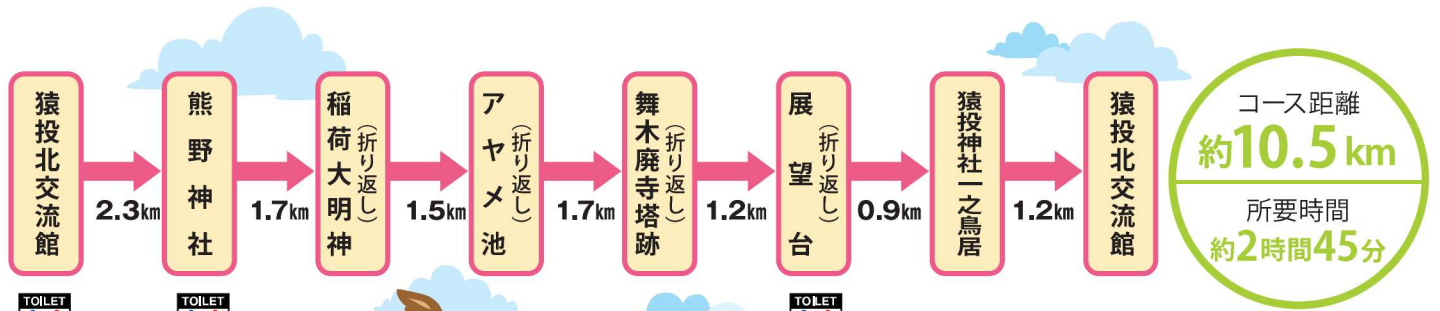 猿投北交流館
2.3km
熊野神社
1.7km
稲荷大明神
(折り返し)
1.5km
アヤメ池
(折り返し)
1.7km
舞木廃寺塔跡
(折り返し)
1.2km
展望台
(折り返し)
0.9km
猿投神社一之鳥居
1.2km
猿投北交流館
コース距離
約10.5km
所要時間
約2時間45分
TOILET
TOILET
TOILET